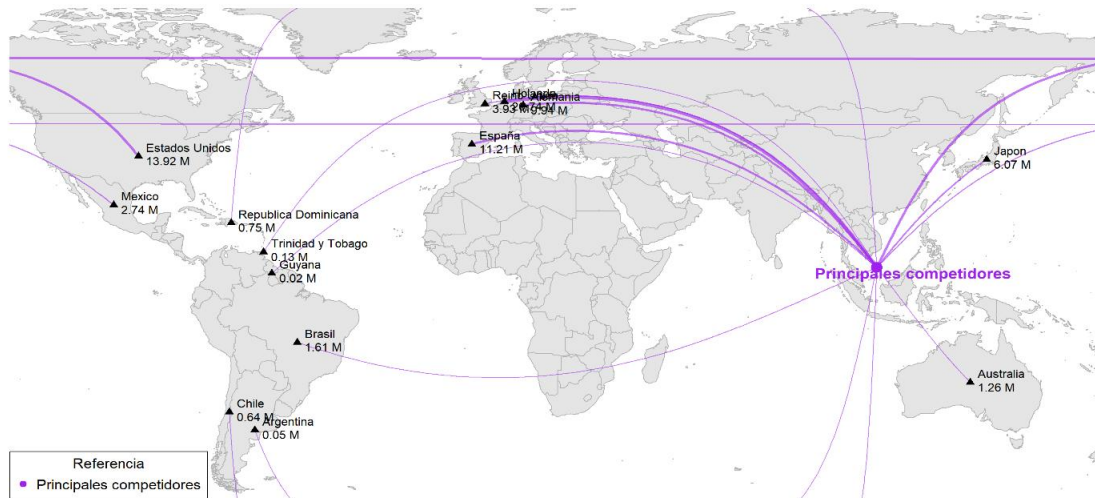 Holanda
Alemania
Reino
3.93 M
9.94 M
España
11.21 M
Estados Unidos
13.92 M
Japon
6.07 M
Mexico
2.74 M
Republica Dominicana
0.75 M
Trinidad y Tobago
0.13 M
Guyana
0.02 M
Principales competidores
Brasil
1.61 M
Australia
1.26 M
Chile
0.64 M
Argentina
0.05 M
Referencia
Principales competidores